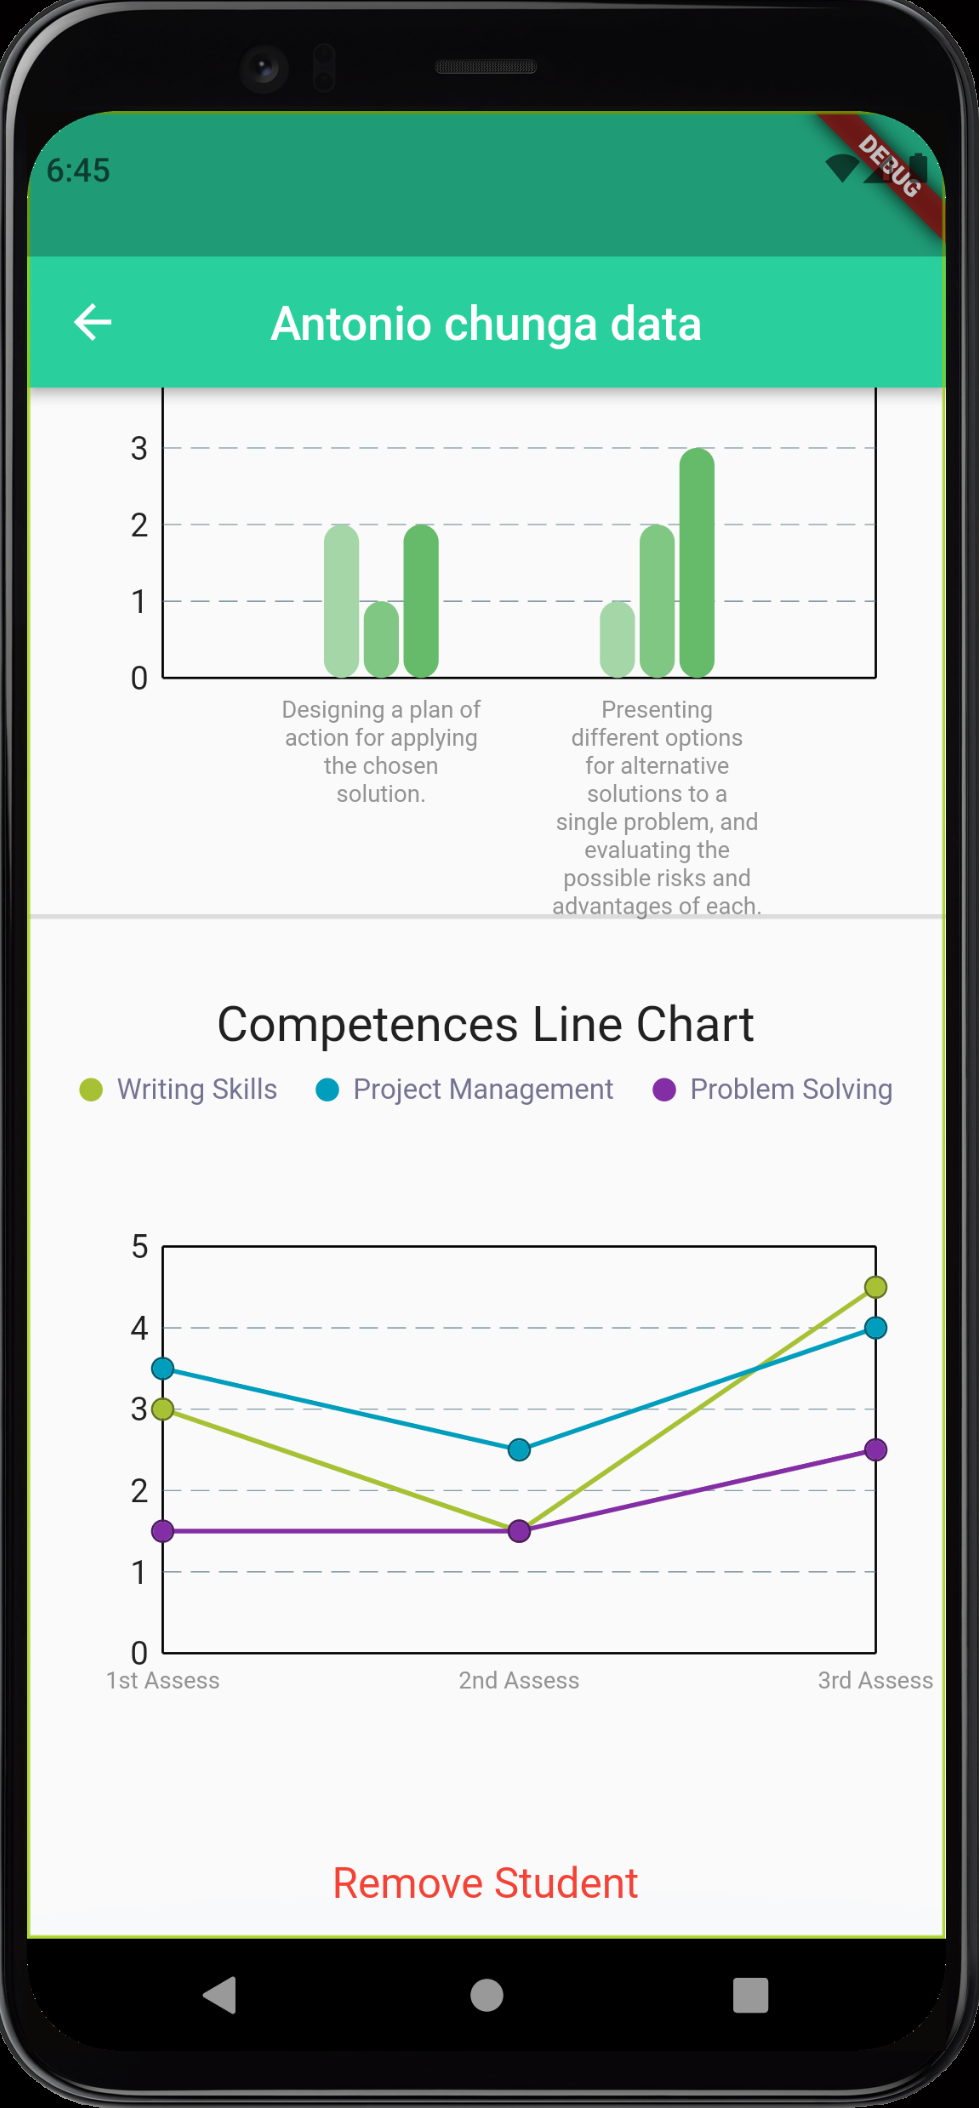 6:45
DEBUG
Antonio chunga data
3
2
1
0
Designing a plan of
action for applying
the chosen
solution.
Presenting
different options
for alternative
solutions to a
single problem, and
evaluating the
possible risks and
advantages of each.
Competences Line Chart
Writing Skills Project Management Problem Solving
5
4
3
2
1
0
1st Assess 2nd Assess 3rd Assess
Remove Student